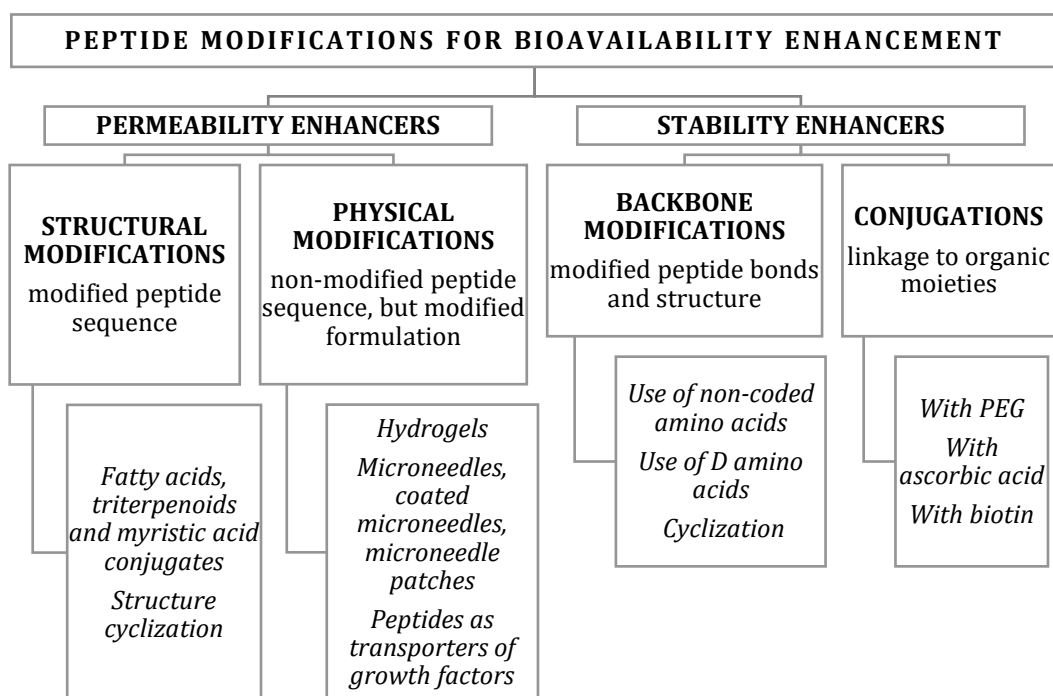 PEPTIDE MODIFICATIONS FOR BIOAVAILABILITY ENHANCEMENT
PERMEABILITY ENHANCERS
STABILITY ENHANCERS
STRUCTURAL
MODIFICATIONS
modified peptide
sequence
PHYSICAL
MODIFICATIONS
non-modified peptide
sequence, but modified
formulation
BACKBONE
MODIFICATIONS
modified peptide bonds
and structure
CONJUGATIONS
linkage to organic
moieties
Fatty acids,
triterpenoids
and myristic acid
conjugates
Structure
cyclization
Hydrogels
Microneedles,
coated
microneedles,
microneedle
patches
Peptides as
transporters of
growth factors
Use of non-coded
amino acids
Use of D amino
acids
Cyclization
With PEG
With
ascorbic acid
With biotin